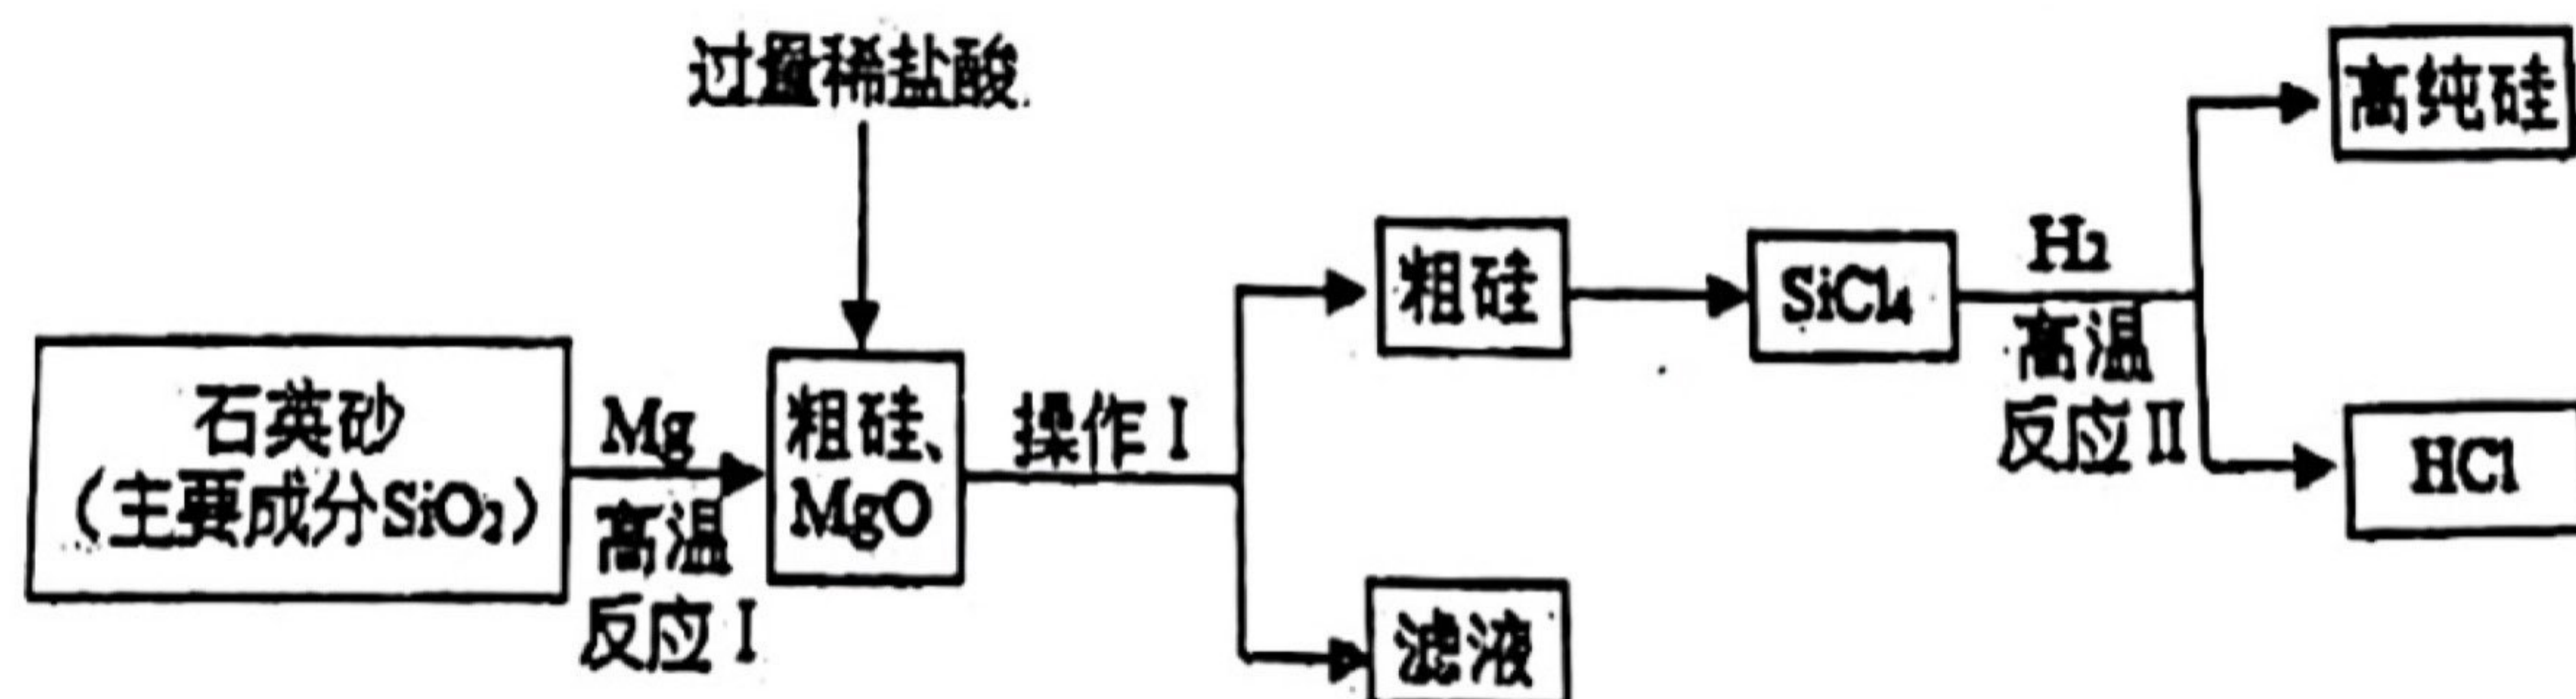 过量稀盐酸
石英砂
（主要成分SiO₂）
Mg
高温
反应Ⅰ
粗硅、
MgO
操作Ⅰ
粗硅
滤液
SiCl₄
H₂
高温
反应Ⅱ
高纯硅
HCl